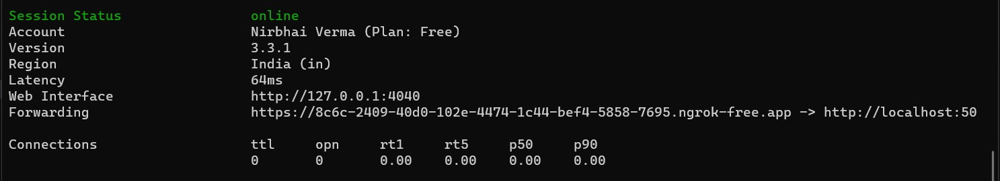 Session Status online
Account Nirbhai Verma (Plan: Free)
Version 3.3.1
Region India (in)
Latency 64ms
Web Interface http://127.0.0.1:4040
Forwarding https://8c6c-2409-40d0-102e-4474-1c44-bef4-5858-7695.ngrok-free.app -> http://localhost:50
Connections ttl opn rt1 rt5 p50 p90
0 0 0.00 0.00 0.00 0.00